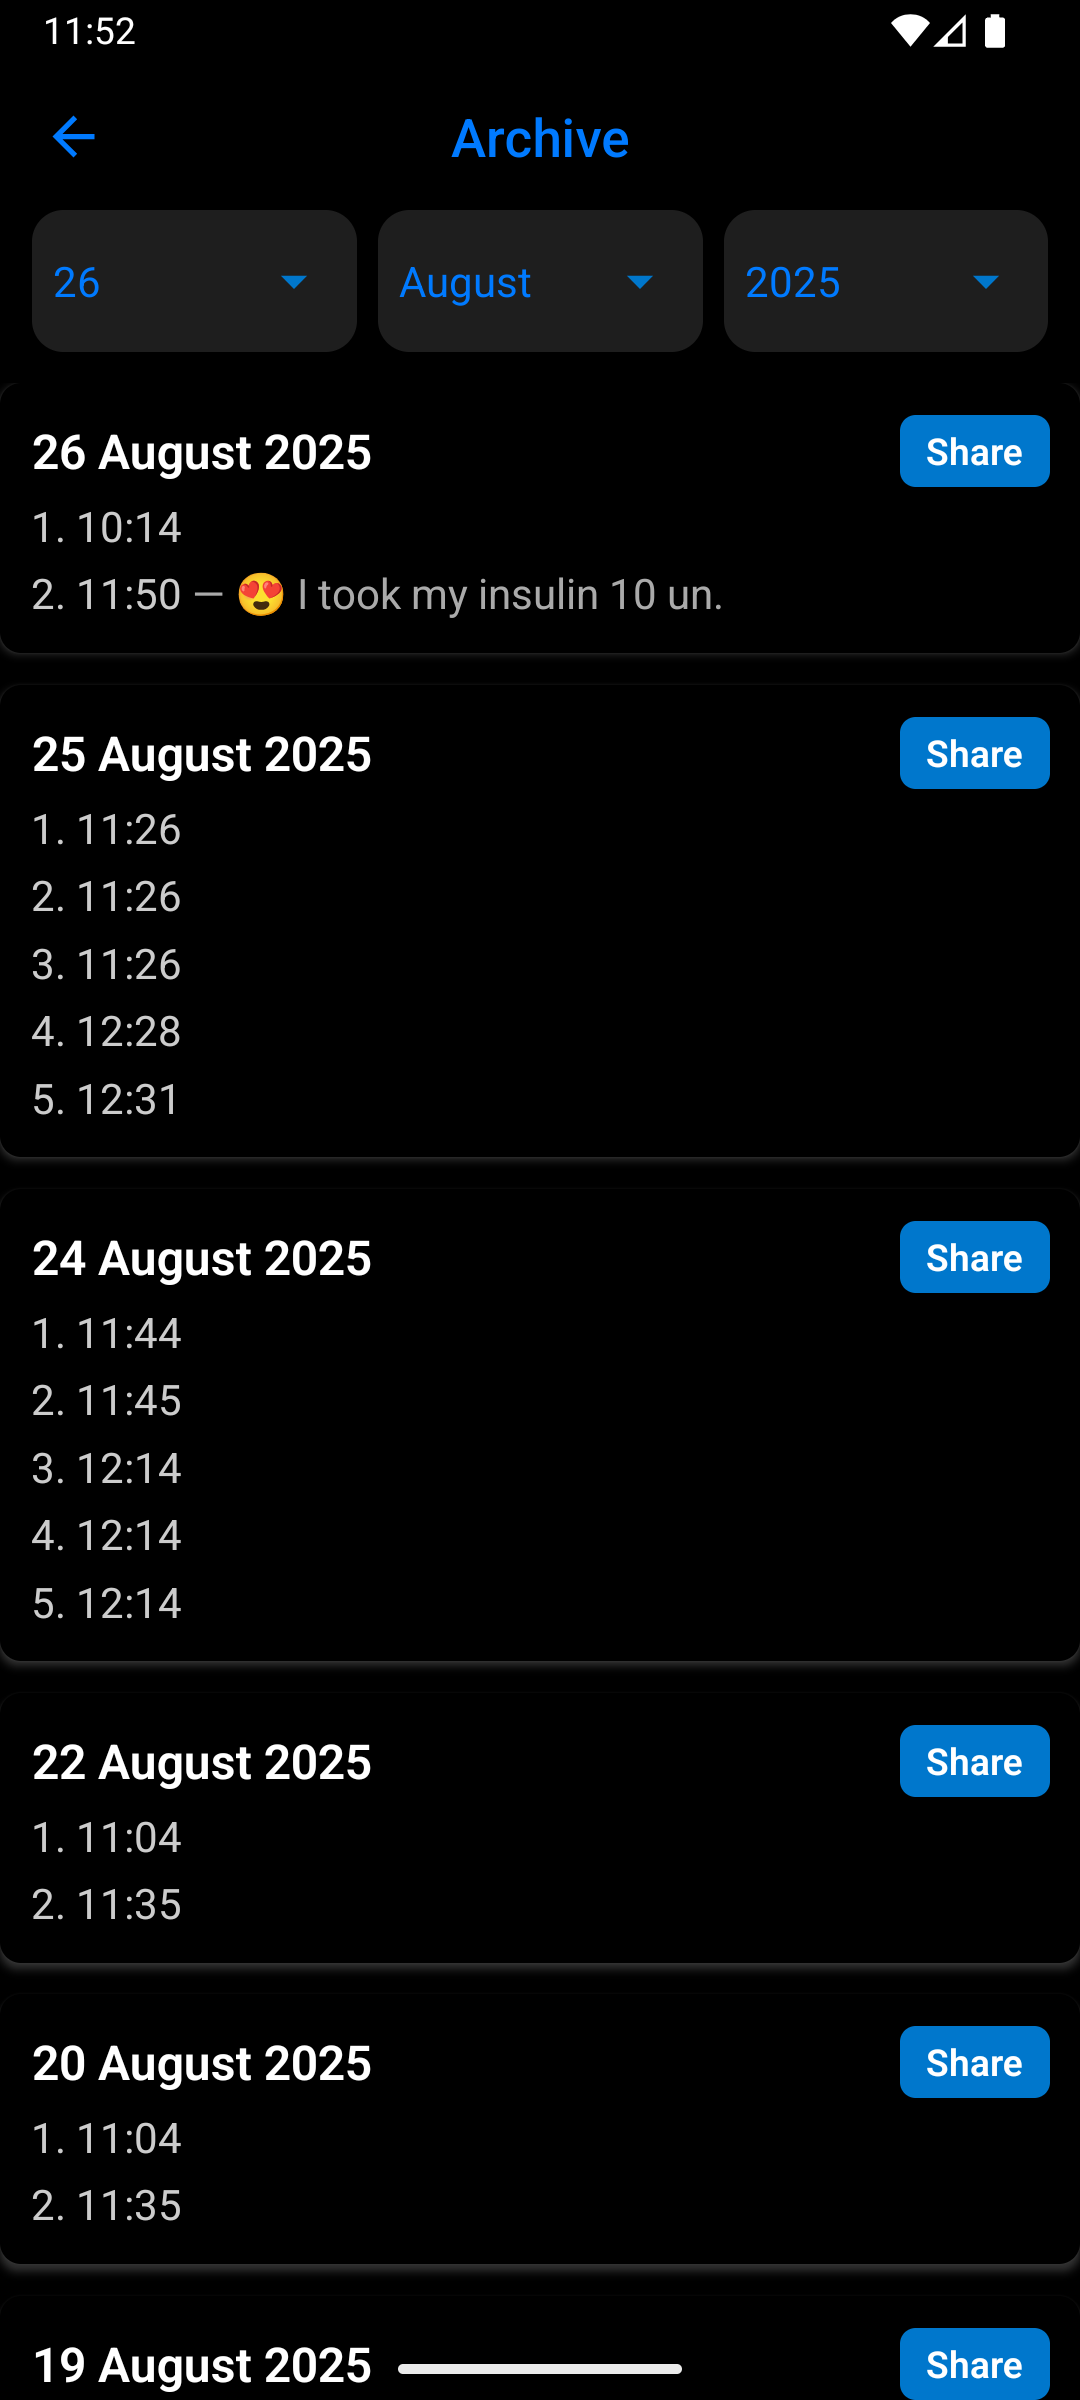 11:52
Archive
26 August 2025
26 August 2025 Share
1. 10:14
2. 11:50 — 😍 I took my insulin 10 un.
25 August 2025 Share
1. 11:26
2. 11:26
3. 11:26
4. 12:28
5. 12:31
24 August 2025 Share
1. 11:44
2. 11:45
3. 12:14
4. 12:14
5. 12:14
22 August 2025 Share
1. 11:04
2. 11:35
20 August 2025 Share
1. 11:04
2. 11:35
19 August 2025 Share